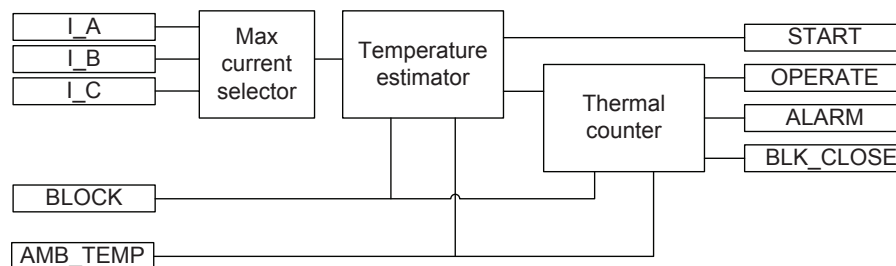 I_A
I_B
I_C
BLOCK
AMB_TEMP
Max
current
selector
Temperature
estimator
Thermal
counter
START
OPERATE
ALARM
BLK_CLOSE